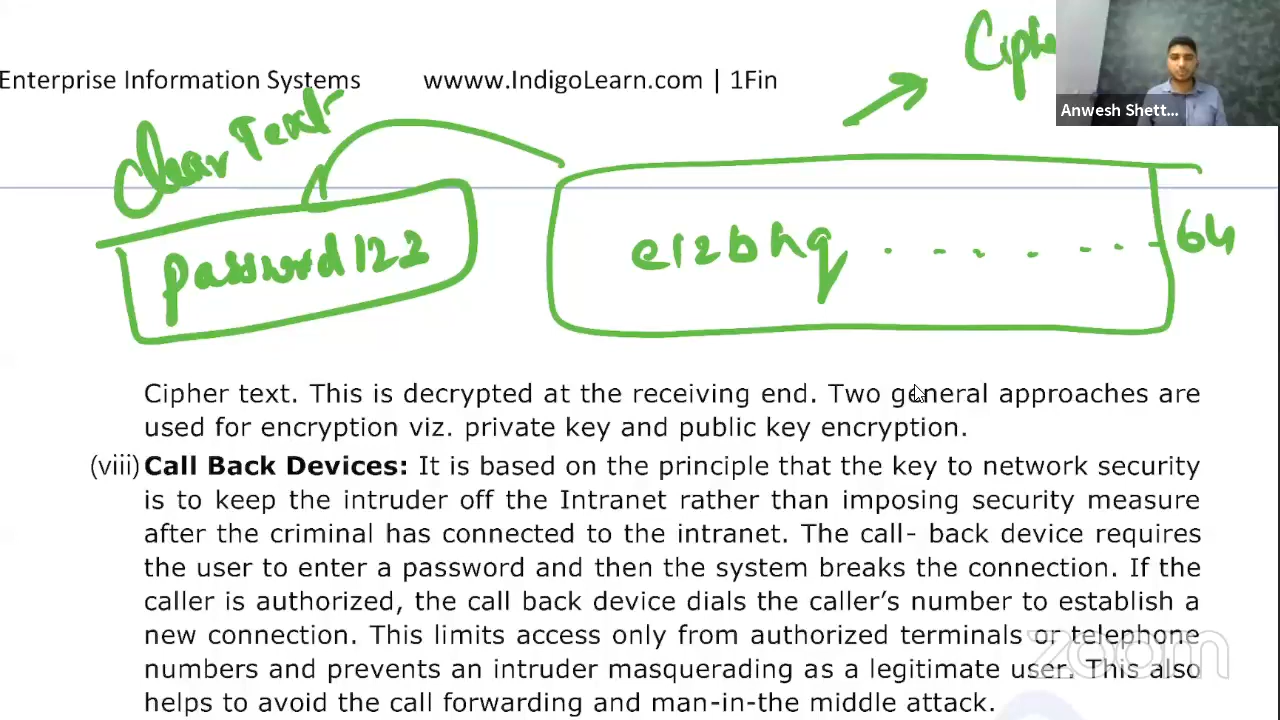 Enterprise Information Systems wwww.IndigoLearn.com | 1Fin
Anwesh Shett...
Clear Text
password123
e12bhq . . . . . . . . 64
Cipher text. This is decrypted at the receiving end. Two general approaches are
used for encryption viz. private key and public key encryption.
(viii) Call Back Devices: It is based on the principle that the key to network security
is to keep the intruder off the Intranet rather than imposing security measure
after the criminal has connected to the intranet. The call- back device requires
the user to enter a password and then the system breaks the connection. If the
caller is authorized, the call back device dials the caller’s number to establish a
new connection. This limits access only from authorized terminals or telephone
numbers and prevents an intruder masquerading as a legitimate user. This also
helps to avoid the call forwarding and man-in-the middle attack.
zoom